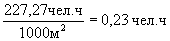 227,27чел.ч
1000м² = 0,23 чел.ч